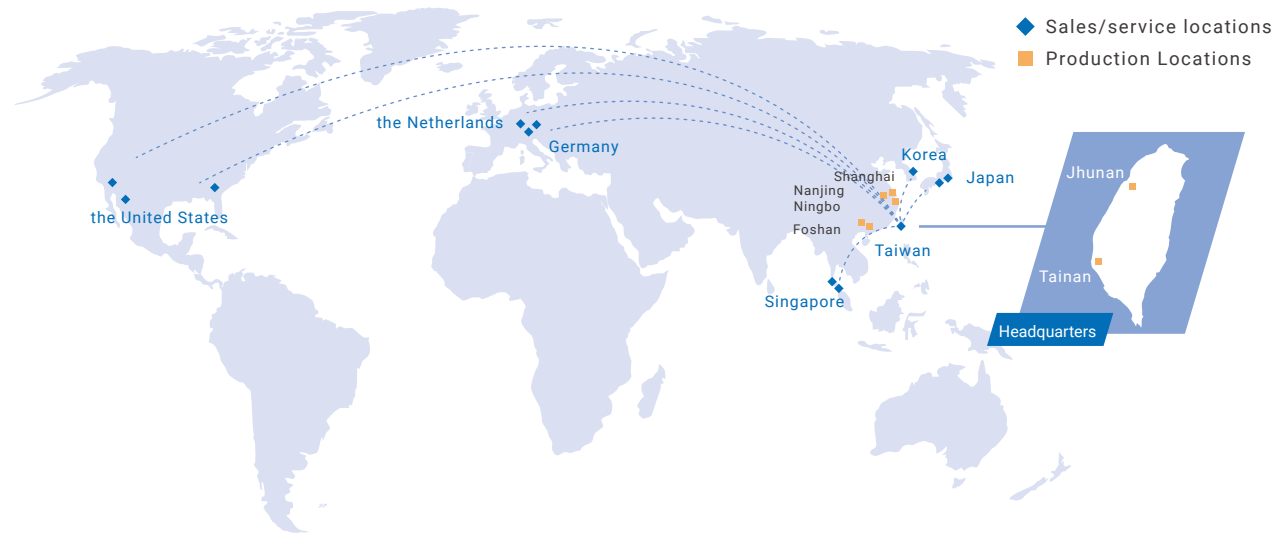 Sales/service locations
Production Locations
the Netherlands
Germany
Korea
Japan
Shanghai
Nanjing
Ningbo
Foshan
Taiwan
the United States
Singapore
Jhunan
Tainan
Headquarters